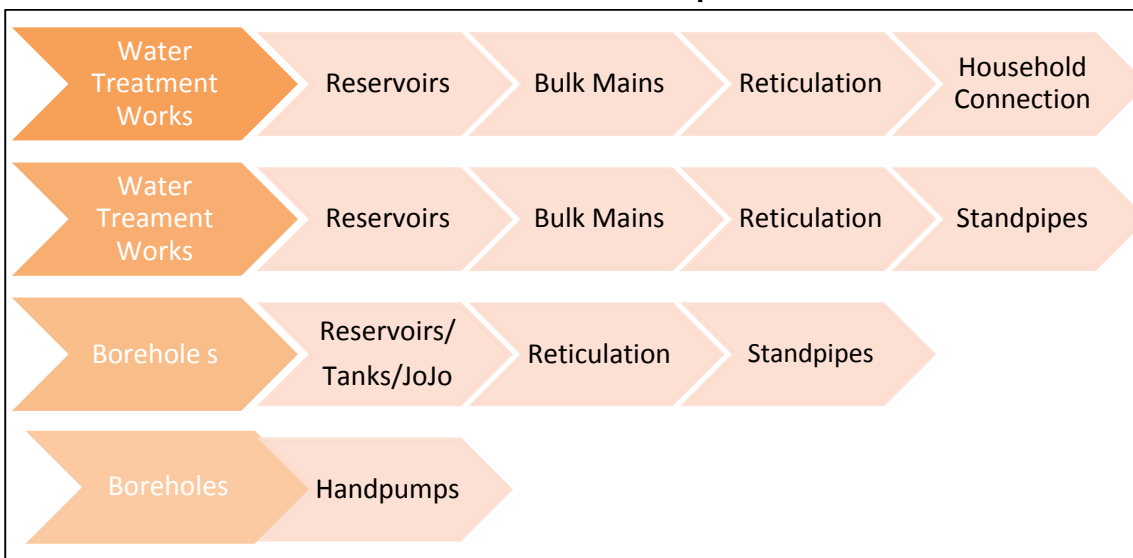 Water
Treatment
Works
Reservoirs
Bulk Mains
Reticulation
Household
Connection
Water
Treament
Works
Reservoirs
Bulk Mains
Reticulation
Standpipes
Borehole s
Reservoirs/
Tanks/JoJo
Reticulation
Standpipes
Boreholes
Handpumps